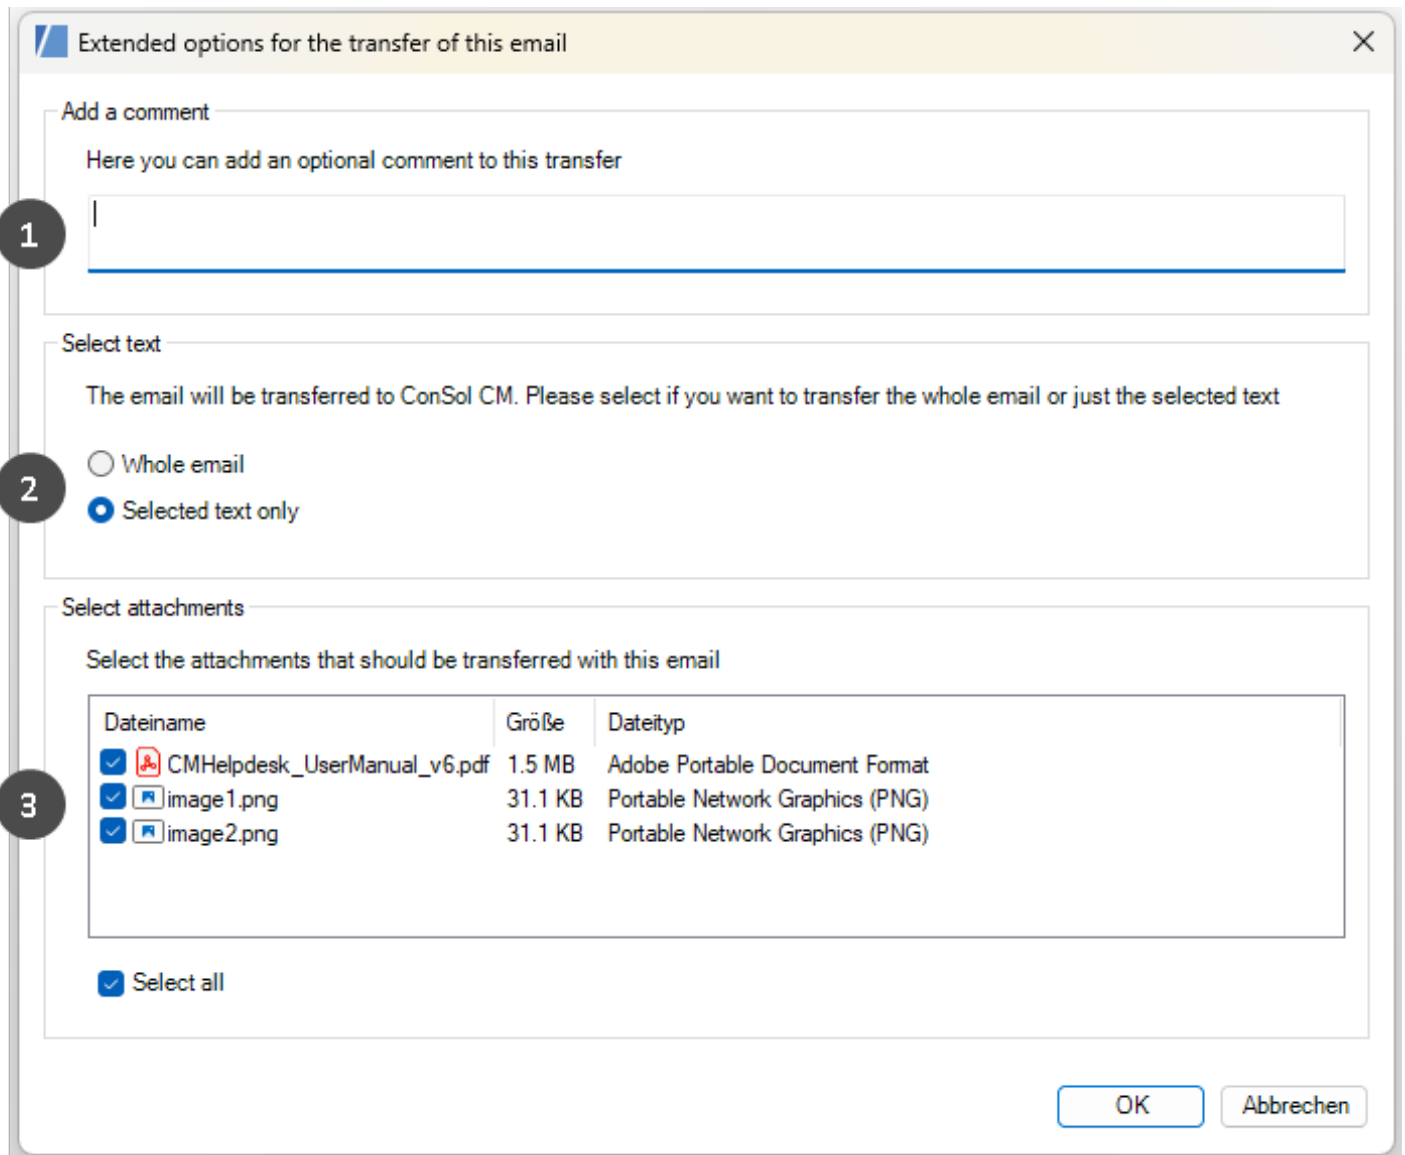 Extended options for the transfer of this email
Add a comment
Here you can add an optional comment to this transfer
1
Select text
The email will be transferred to ConSol CM. Please select if you want to transfer the whole email or just the selected text
Whole email
2
Selected text only
Select attachments
Select the attachments that should be transferred with this email
Dateiname Größe Dateityp
CMHelpdesk_UserManual_v6.pdf 1.5 MB Adobe Portable Document Format
3 image1.png 31.1 KB Portable Network Graphics (PNG)
image2.png 31.1 KB Portable Network Graphics (PNG)
Select all
OK Abbrechen